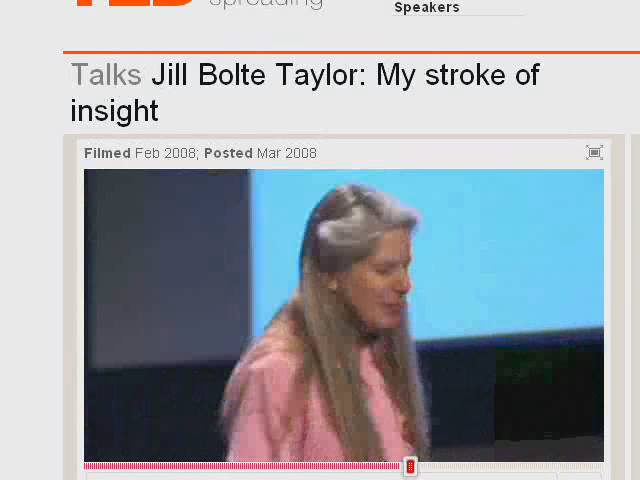 spreading
Speakers
Talks Jill Bolte Taylor: My stroke of
insight
Filmed Feb 2008; Posted Mar 2008